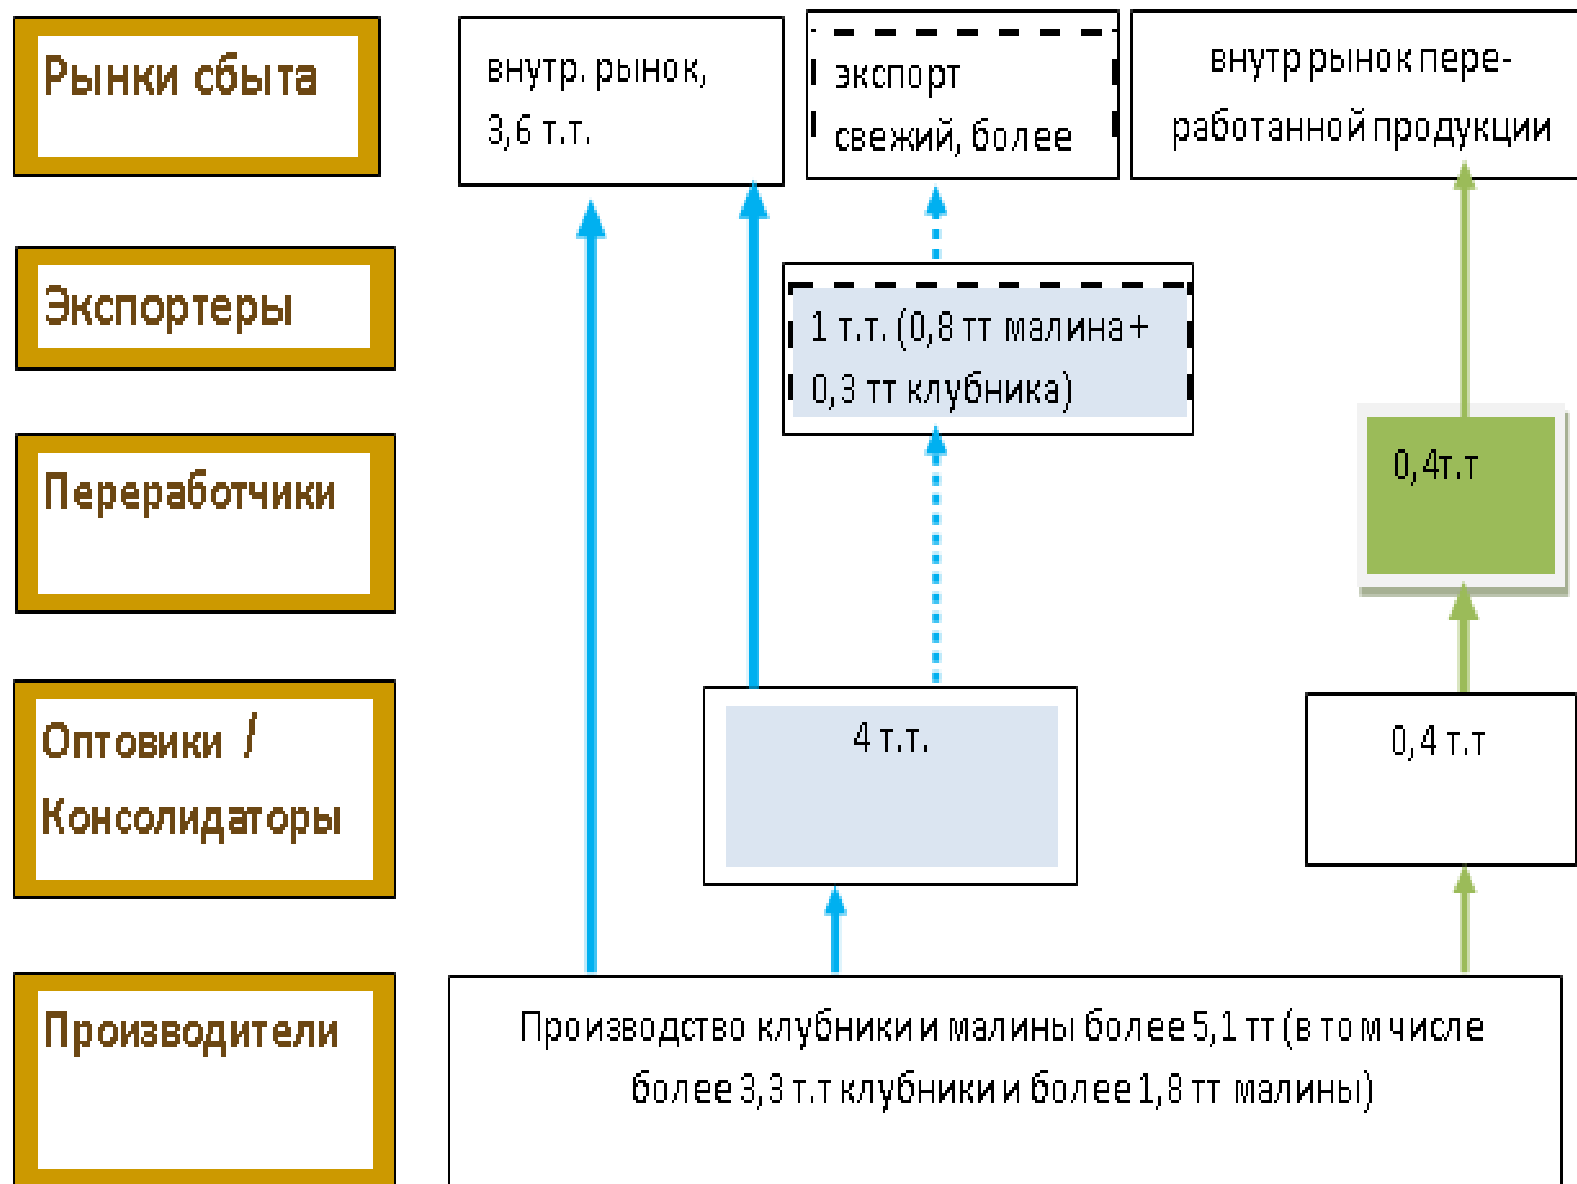 Рынки сбыта
внутр. рынок,
3,6 т.т.
экспорт
свежий, более
внутр рынок пере-
работанной продукции
Экспортеры
1 т.т. (0,8 тт малина+
0,3 тт клубника)
Переработчики
0,4т.т
Оптовики /
Консолидаторы
4 т.т.
0,4 т.т
Производители
Производство клубники и малины более 5,1 тт (в том числе
более 3,3 т.т клубники и более 1,8 тт малины)